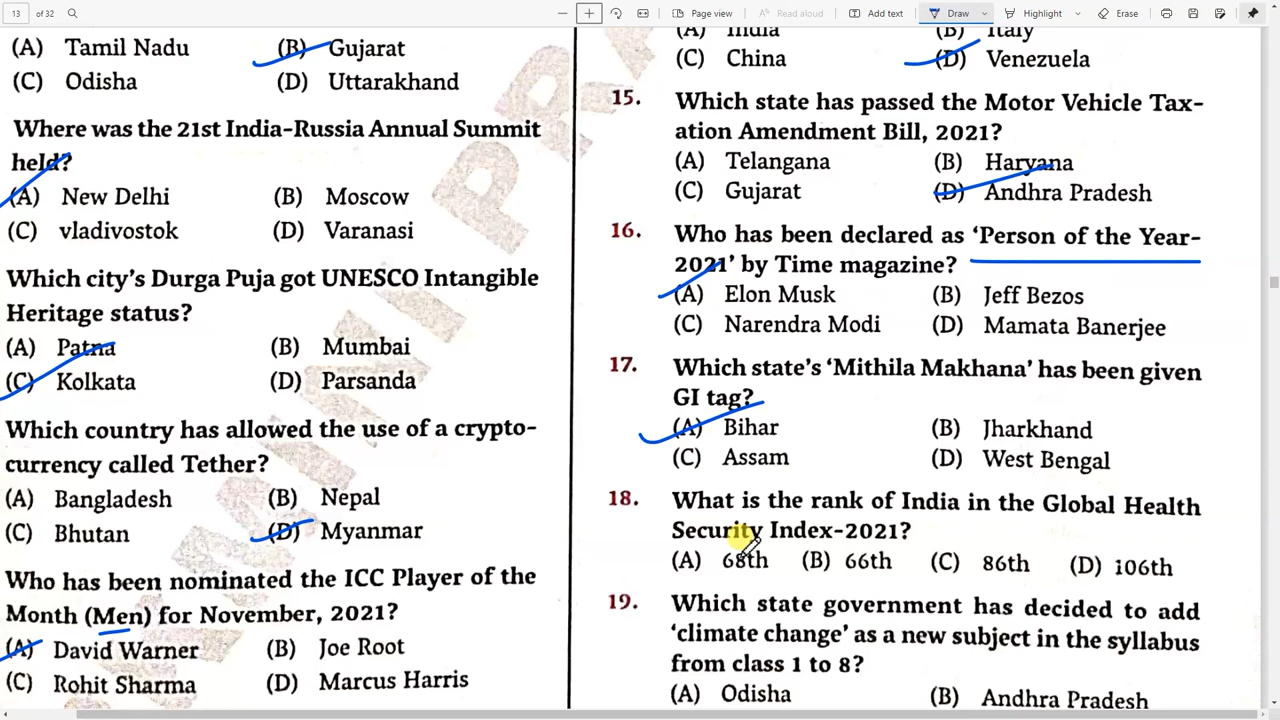 13 of 32
Page view
Read aloud
Add text
Draw
Highlight
Erase
(A) Tamil Nadu (B) Gujarat
(C) Odisha (D) Uttarakhand
Where was the 21st India-Russia Annual Summit
held?
(A) New Delhi (B) Moscow
(C) vladivostok (D) Varanasi
Which city's Durga Puja got UNESCO Intangible
Heritage status?
(A) Patna (B) Mumbai
(C) Kolkata (D) Parsanda
Which country has allowed the use of a crypto-
currency called Tether?
(A) Bangladesh (B) Nepal
(C) Bhutan (D) Myanmar
Who has been nominated the ICC Player of the
Month (Men) for November, 2021?
(A) David Warner (B) Joe Root
(C) Rohit Sharma (D) Marcus Harris
(A) India (B) Italy
(C) China (D) Venezuela
15. Which state has passed the Motor Vehicle Tax-
ation Amendment Bill, 2021?
(A) Telangana (B) Haryana
(C) Gujarat (D) Andhra Pradesh
16. Who has been declared as 'Person of the Year-
2021' by Time magazine?
(A) Elon Musk (B) Jeff Bezos
(C) Narendra Modi (D) Mamata Banerjee
17. Which state's 'Mithila Makhana' has been given
GI tag?
(A) Bihar (B) Jharkhand
(C) Assam (D) West Bengal
18. What is the rank of India in the Global Health
Security Index-2021?
(A) 68th (B) 66th (C) 86th (D) 106th
19. Which state government has decided to add
'climate change' as a new subject in the syllabus
from class 1 to 8?
(A) Odisha (B) Andhra Pradesh